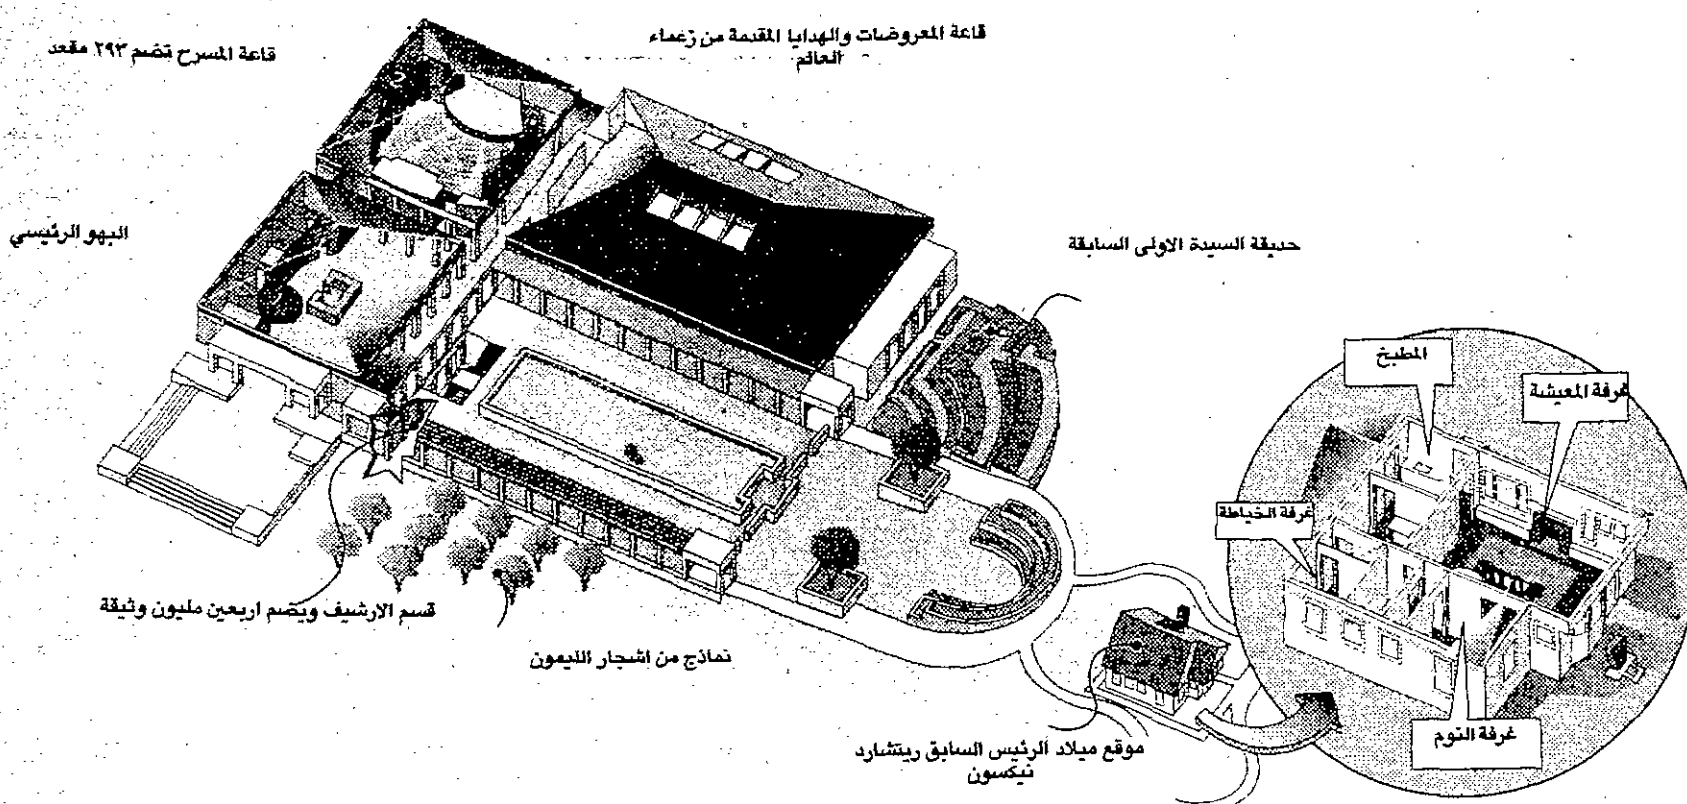 قاعة المعروضات والهدايا المقدمة من زعماء
العالم
قاعة المسرح تضم ٢٩٣ مقعد
البهو الرئيسي
حديقة السيدة الاولى السابقة
المطبخ
غرفة المعيشة
غرفة الخياطة
غرفة النوم
قسم الارشيف ويضم اربعين مليون وثيقة
نماذج من اشجار الليمون
موقع ميلاد الرئيس السابق ريتشارد
نيكسون